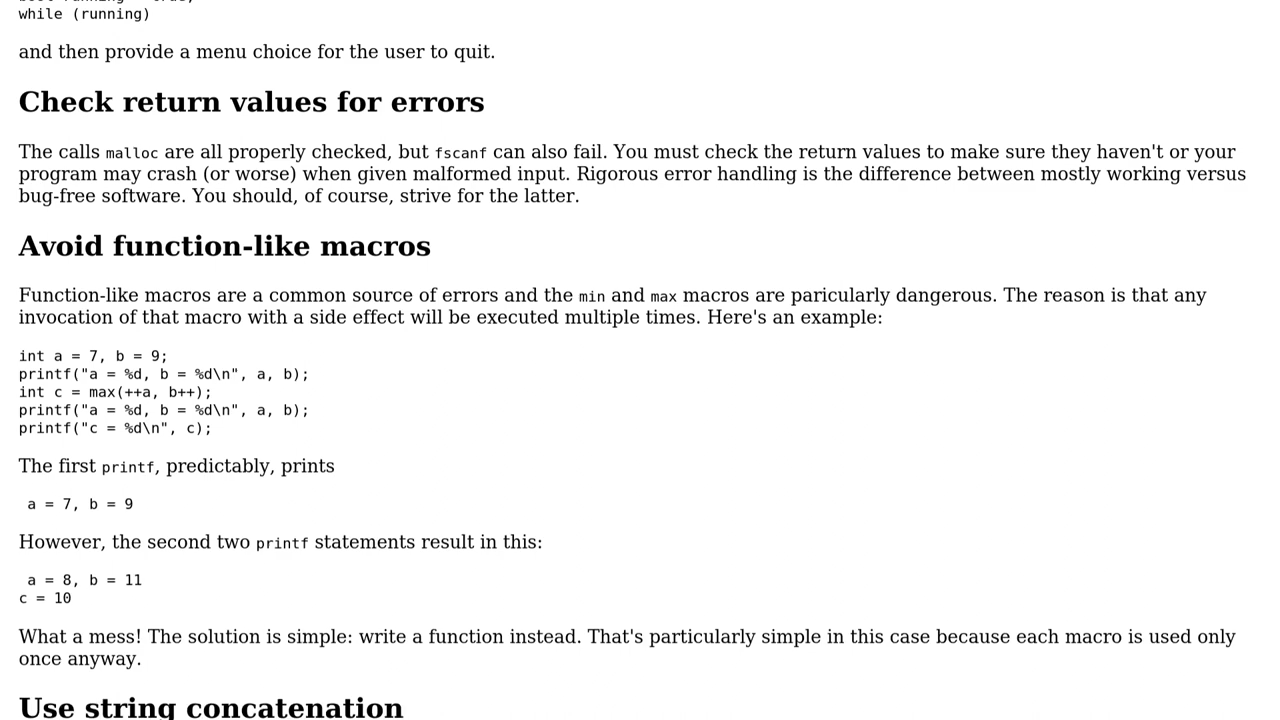 while (running)
and then provide a menu choice for the user to quit.
Check return values for errors
The calls malloc are all properly checked, but fscanf can also fail. You must check the return values to make sure they haven't or your
program may crash (or worse) when given malformed input. Rigorous error handling is the difference between mostly working versus
bug-free software. You should, of course, strive for the latter.
Avoid function-like macros
Function-like macros are a common source of errors and the min and max macros are paricularly dangerous. The reason is that any
invocation of that macro with a side effect will be executed multiple times. Here's an example:
int a = 7, b = 9;
printf("a = %d, b = %d\n", a, b);
int c = max(++a, b++);
printf("a = %d, b = %d\n", a, b);
printf("c = %d\n", c);
The first printf, predictably, prints
a = 7, b = 9
However, the second two printf statements result in this:
a = 8, b = 11
c = 10
What a mess! The solution is simple: write a function instead. That's particularly simple in this case because each macro is used only
once anyway.
Use string concatenation